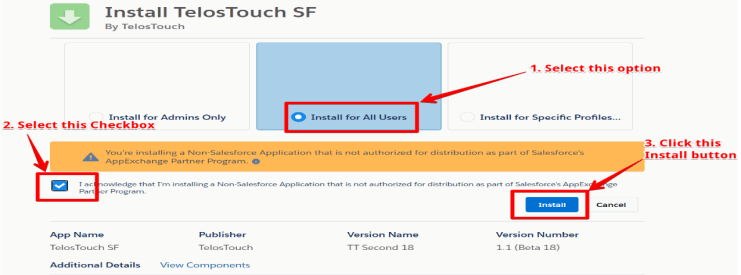 Install TelosTouch SF
By TelosTouch
1. Select this option
Install for Admins Only
Install for All Users
Install for Specific Profiles...
2. Select this Checkbox
3. Click this
Install button
You're installing a Non-Salesforce Application that is not authorized for distribution as part of Salesforce's
AppExchange Partner Program.
I acknowledge that I'm installing a Non-Salesforce Application that is not authorized for distribution as part of Salesforce's AppExchange
Partner Program.
Install
Cancel
App Name
Publisher
Version Name
Version Number
TelosTouch SF
TelosTouch
TT Second 18
1.1 (Beta 18)
Additional Details
View Components